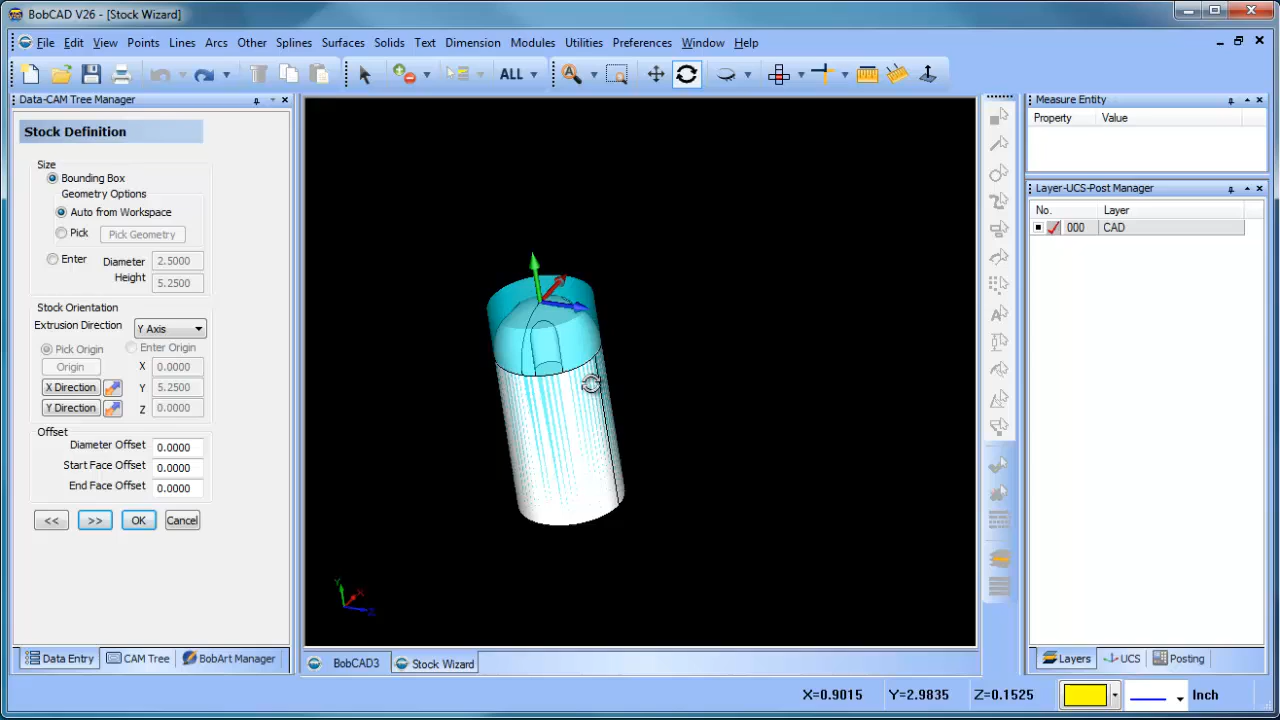 BobCAD V26 - [Stock Wizard]
File Edit View Points Lines Arcs Other Splines Surfaces Solids Text Dimension Modules Utilities Preferences Window Help
ALL
Data-CAM Tree Manager
Stock Definition
Size
Bounding Box
Geometry Options
Auto from Workspace
Pick Pick Geometry
Enter Diameter 2.5000
Height 5.2500
Stock Orientation
Extrusion Direction Y Axis
Pick Origin Enter Origin
Origin X 0.0000
X Direction Y 5.2500
Y Direction Z 0.0000
Offset
Diameter Offset 0.0000
Start Face Offset 0.0000
End Face Offset 0.0000
<< >> OK Cancel
Data Entry CAM Tree BobArt Manager
Y X Z
BobCAD3 Stock Wizard
Measure Entity
Property Value
Layer-UCS-Post Manager
No. Layer
000 CAD
Layers UCS Posting
X=0.9015 Y=2.9835 Z=0.1525 Inch